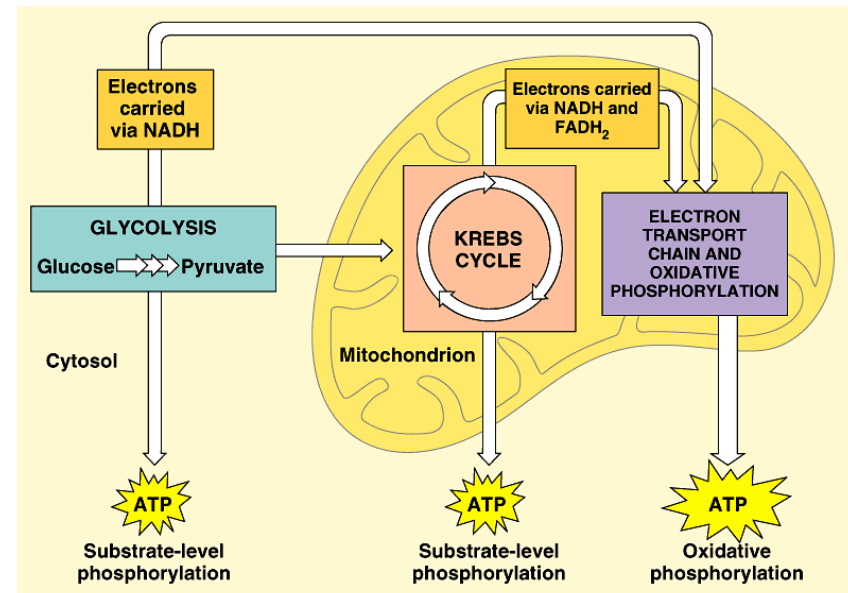 Electrons
carried
via NADH
Electrons carried
via NADH and
FADH₂
GLYCOLYSIS
Glucose Pyruvate
KREBS
CYCLE
ELECTRON
TRANSPORT
CHAIN AND
OXIDATIVE
PHOSPHORYLATION
Cytosol
Mitochondrion
ATP
Substrate-level
phosphorylation
ATP
Substrate-level
phosphorylation
ATP
Oxidative
phosphorylation